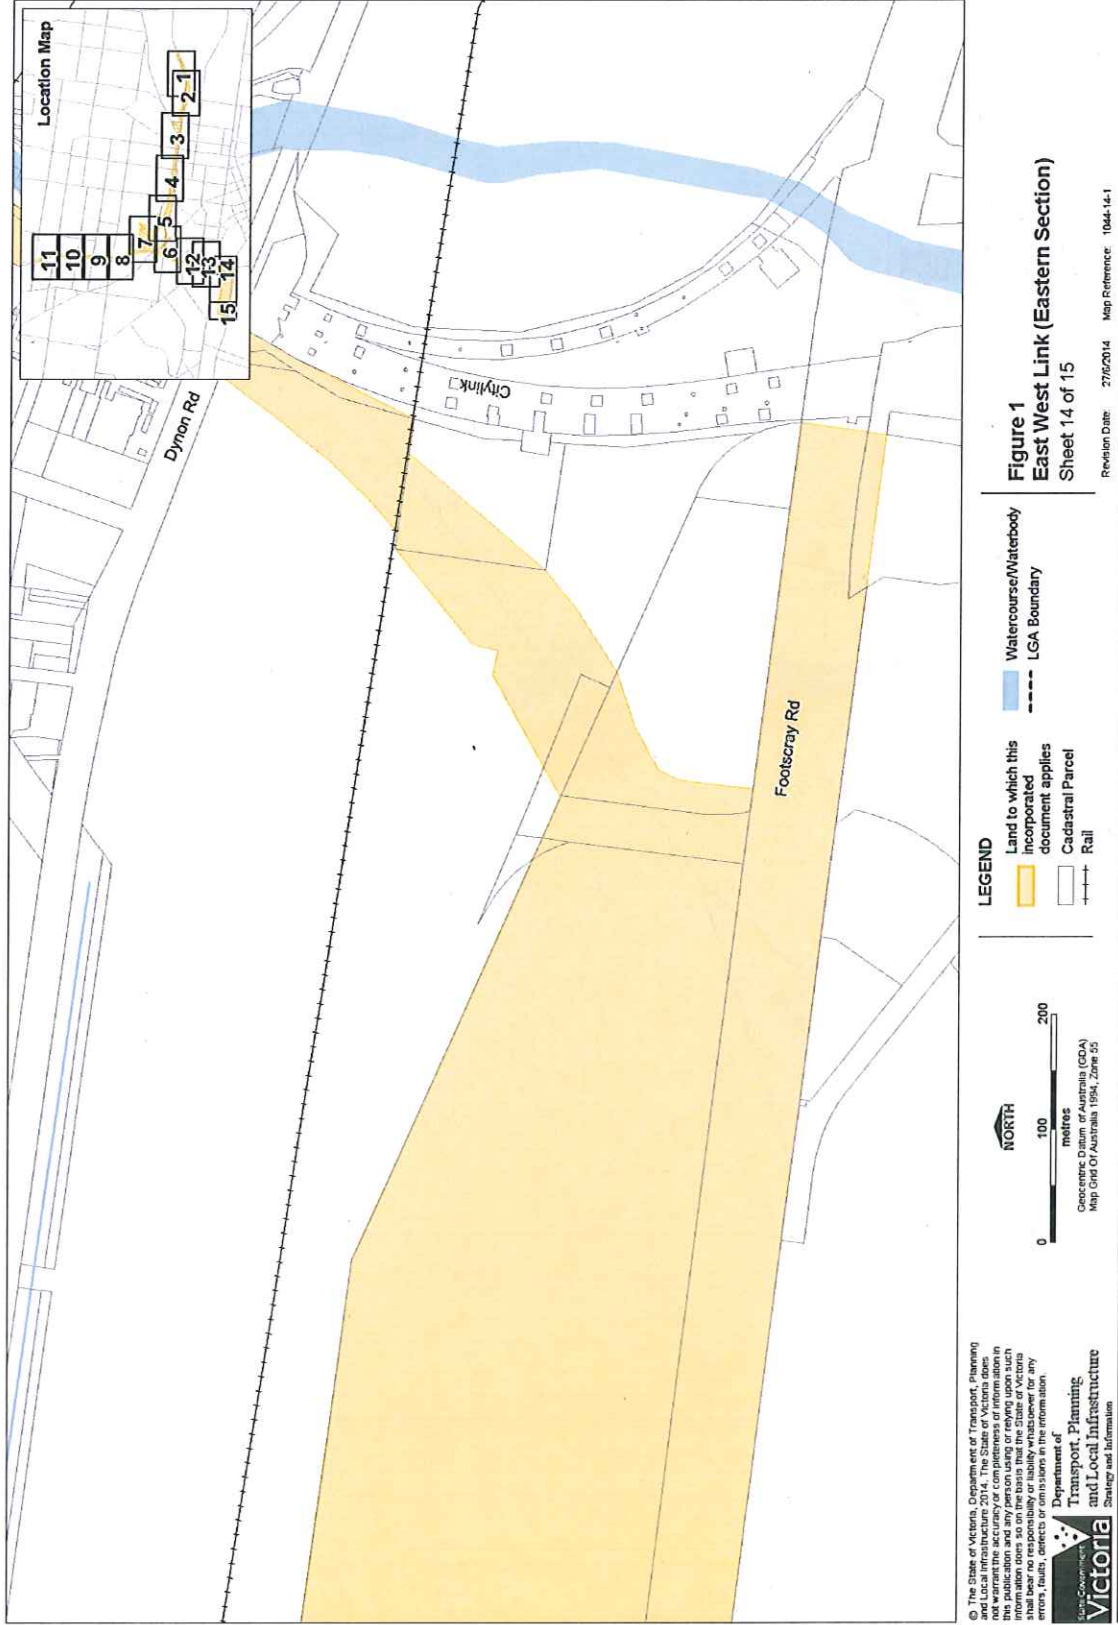 Location Map
11
10
9
8
7
6
5
4
3
2
1
12
13
14
15
Dynon Rd
Citylink
Footscray Rd
© The State of Victoria, Department of Transport, Planning
and Local Infrastructure 2014. The State of Victoria does
not warrant the accuracy or completeness of information in
this publication and any person using or relying upon such
information does so on the basis that the State of Victoria
shall bear no responsibility or liability whatsoever for any
errors, faults, defects or omissions in the information.
State Government
Victoria
Department of
Transport, Planning
and Local Infrastructure
Strategy and Information
NORTH
0 100 200
metres
Geocentric Datum of Australia (GDA)
Map Grid Of Australia 1994, Zone 55
LEGEND
Land to which this
incorporated
document applies
Cadastral Parcel
Rail
Watercourse/Waterbody
LGA Boundary
Figure 1
East West Link (Eastern Section)
Sheet 14 of 15
Revision Date: 27/6/2014 Map Reference: 1044-14-1